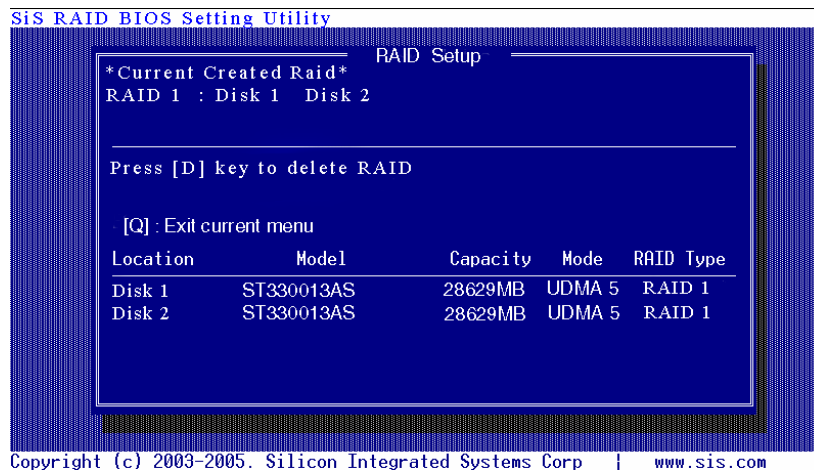 SiS RAID BIOS Setting Utility
RAID Setup
*Current Created Raid*
RAID 1 : Disk 1 Disk 2
Press [D] key to delete RAID
[Q] : Exit current menu
Location Model Capacity Mode RAID Type
Disk 1 ST330013AS 28629MB UDMA 5 RAID 1
Disk 2 ST330013AS 28629MB UDMA 5 RAID 1
Copyright (c) 2003-2005. Silicon Integrated Systems Corp | www.sis.com